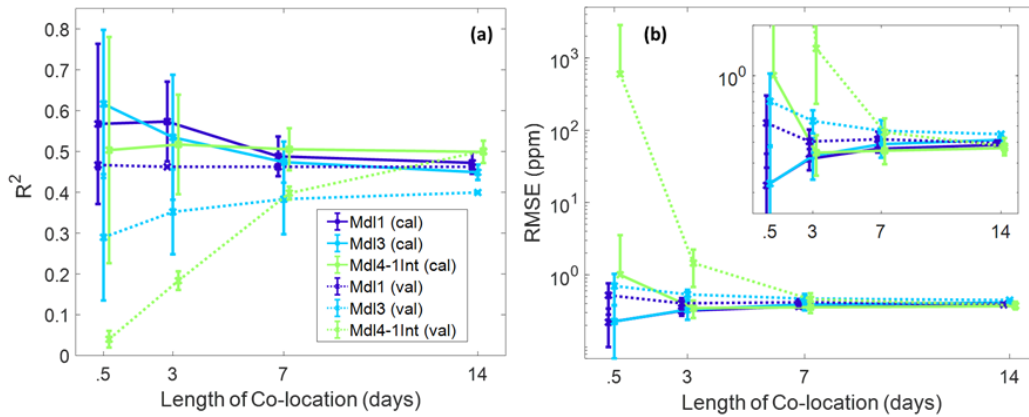 (a)
0.8
0.7
0.6
0.5
0.4
0.3
0.2
0.1
0
R²
.5 3 7 14
Length of Co-location (days)
Mdl1 (cal)
Mdl3 (cal)
Mdl4-1Int (cal)
Mdl1 (val)
Mdl3 (val)
Mdl4-1Int (val)
(b)
10³
10²
10¹
10⁰
RMSE (ppm)
.5 3 7 14
Length of Co-location (days)
10⁰
.5 3 7 14